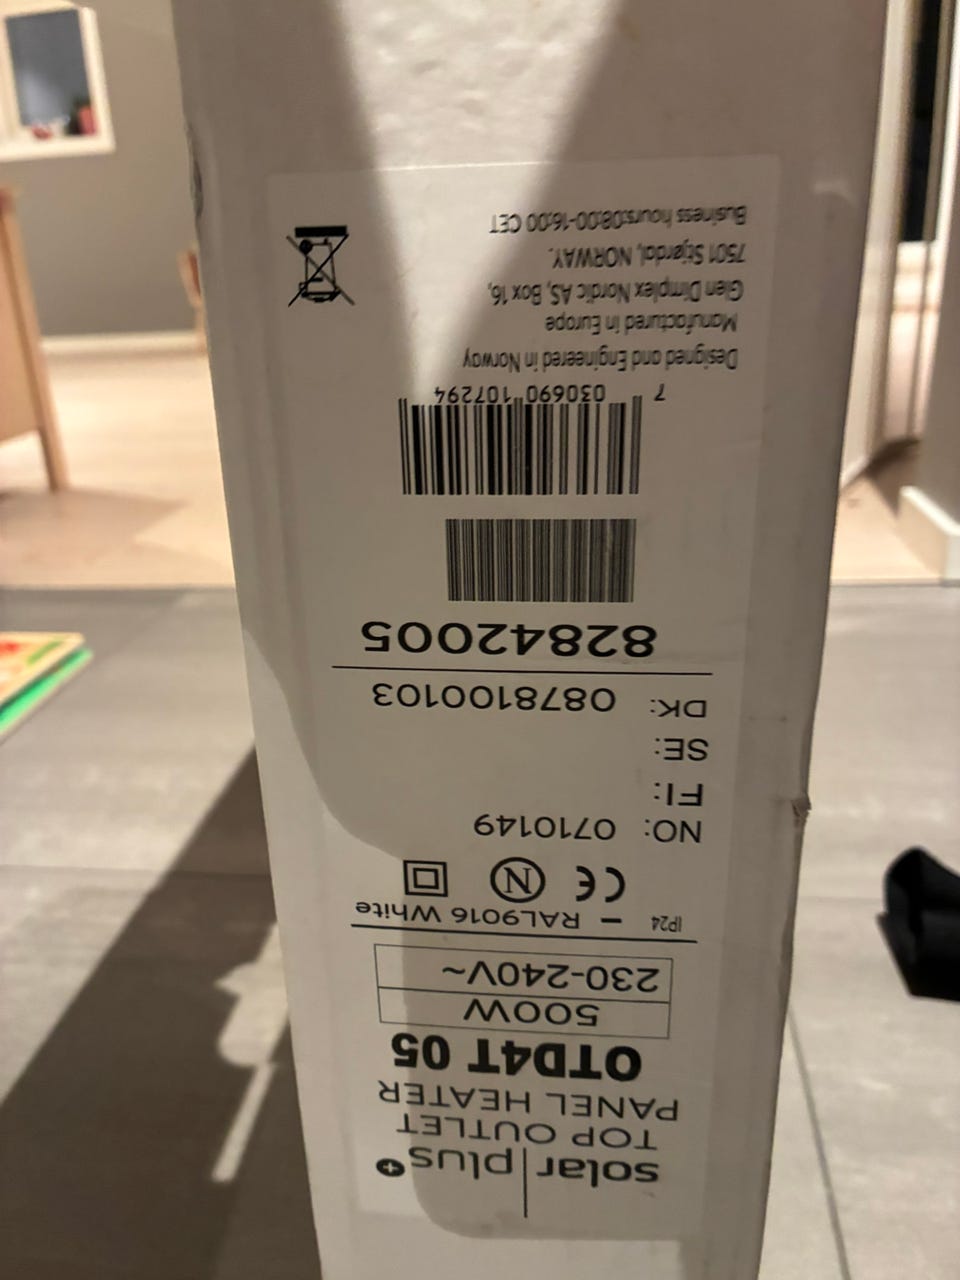 solar|plus+
TOP OUTLET
PANEL HEATER
OTD4T 05
500W
230-240V~
IP24 – RAL9016 White
CE N
NO: 0710149
FI:
SE:
DK: 0878100103
82842005
7 030690 107294
Designed and Engineered in Norway
Manufactured in Europe
Glen Dimplex Nordic AS, Box 16,
7501 Stjørdal, NORWAY.
Business hours:08:00-16:00 CET